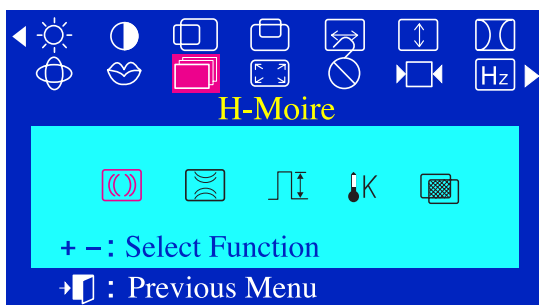 Hz
H-Moire
K
+ −: Select Function
: Previous Menu